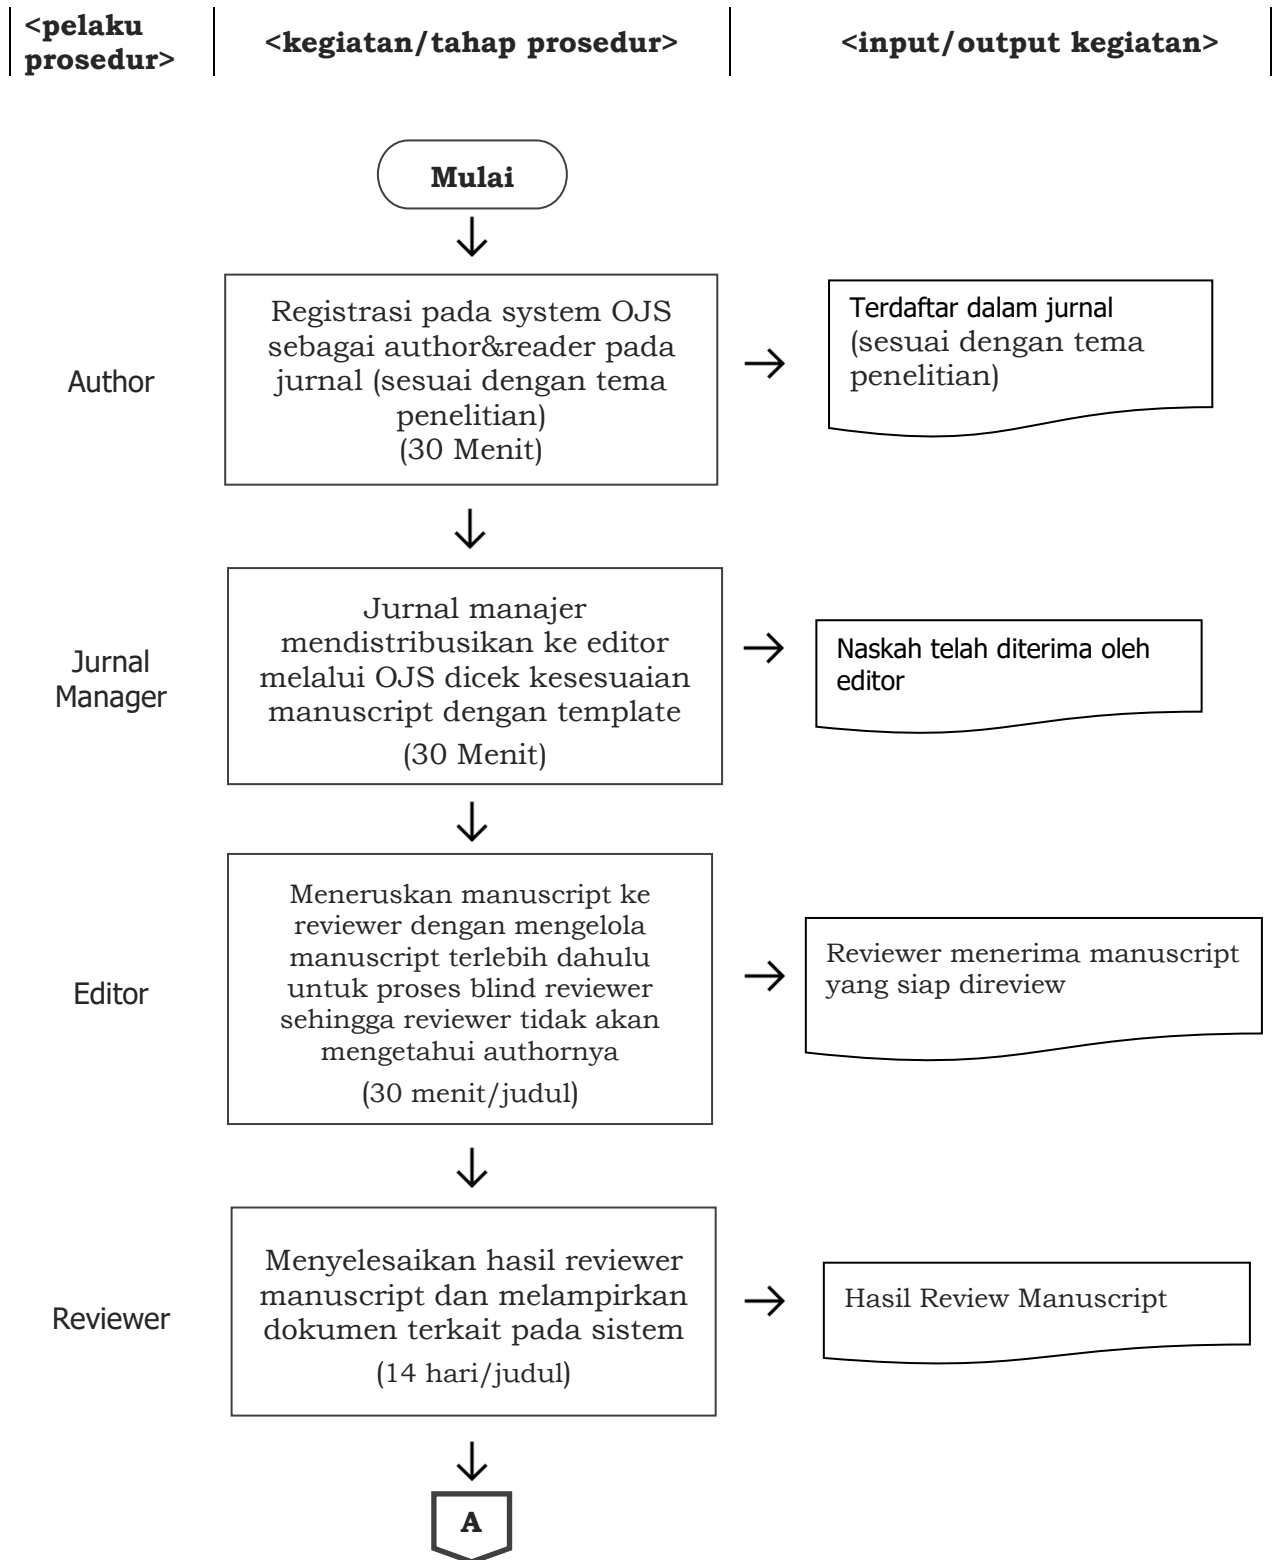 <pelaku
prosedur>
<kegiatan/tahap prosedur>
<input/output kegiatan>
Mulai
Author
Registrasi pada system OJS
sebagai author&reader pada
jurnal (sesuai dengan tema
penelitian)
(30 Menit)
Terdaftar dalam jurnal
(sesuai dengan tema
penelitian)
Jurnal
Manager
Jurnal manajer
mendistribusikan ke editor
melalui OJS dicek kesesuaian
manuscript dengan template
(30 Menit)
Naskah telah diterima oleh
editor
Editor
Meneruskan manuscript ke
reviewer dengan mengelola
manuscript terlebih dahulu
untuk proses blind reviewer
sehingga reviewer tidak akan
mengetahui authornya
(30 menit/judul)
Reviewer menerima manuscript
yang siap direview
Reviewer
Menyelesaikan hasil reviewer
manuscript dan melampirkan
dokumen terkait pada sistem
(14 hari/judul)
Hasil Review Manuscript
A